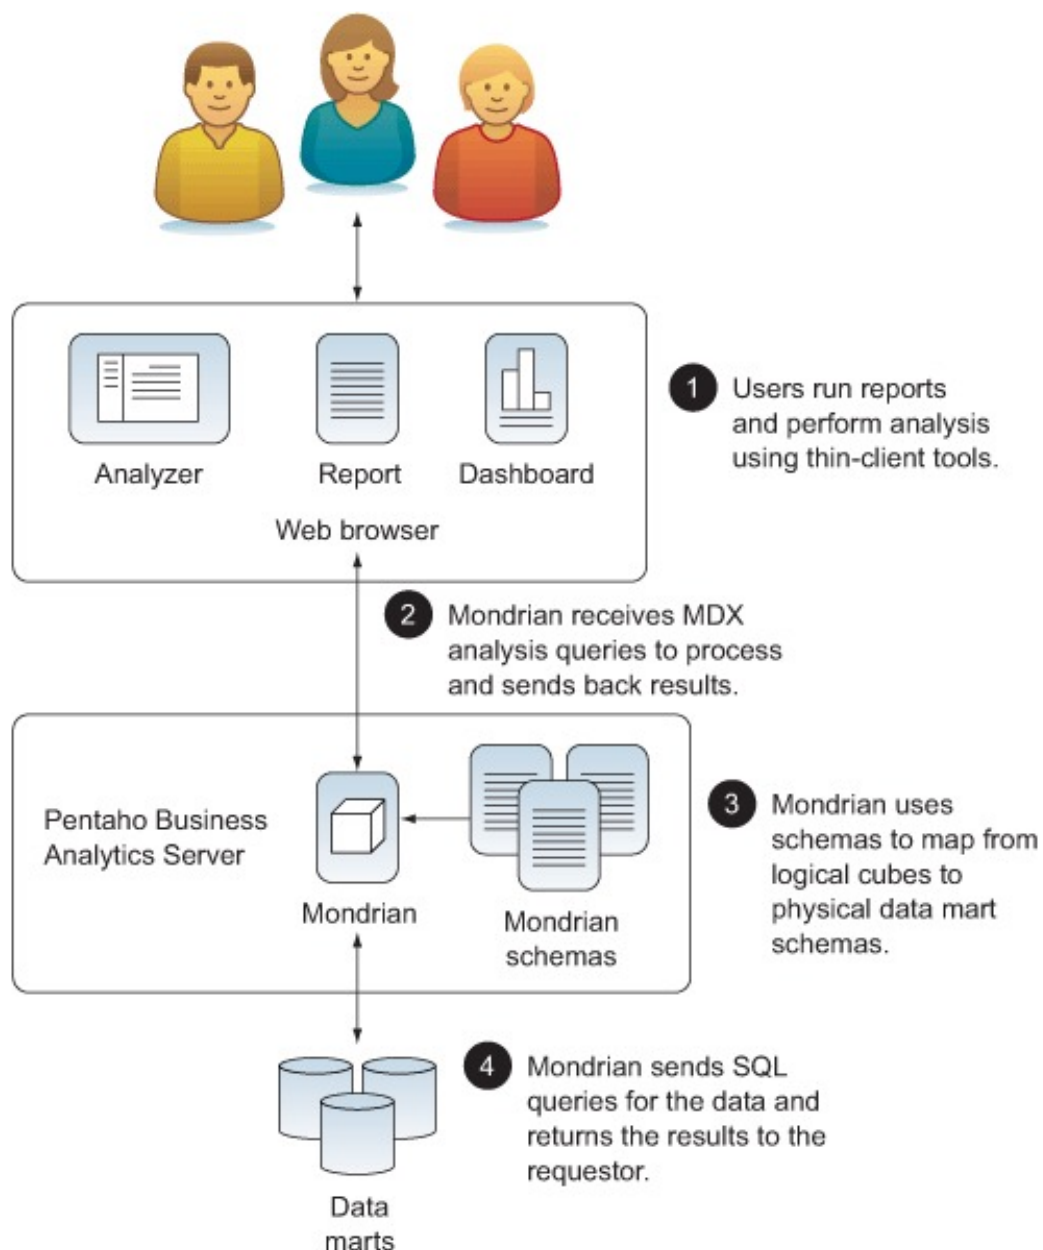 Analyzer
Report
Dashboard
Web browser
1
Users run reports
and perform analysis
using thin-client tools.
2
Mondrian receives MDX
analysis queries to process
and sends back results.
Pentaho Business
Analytics Server
Mondrian
Mondrian
schemas
3
Mondrian uses
schemas to map from
logical cubes to
physical data mart
schemas.
4
Mondrian sends SQL
queries for the data and
returns the results to the
requestor.
Data
marts